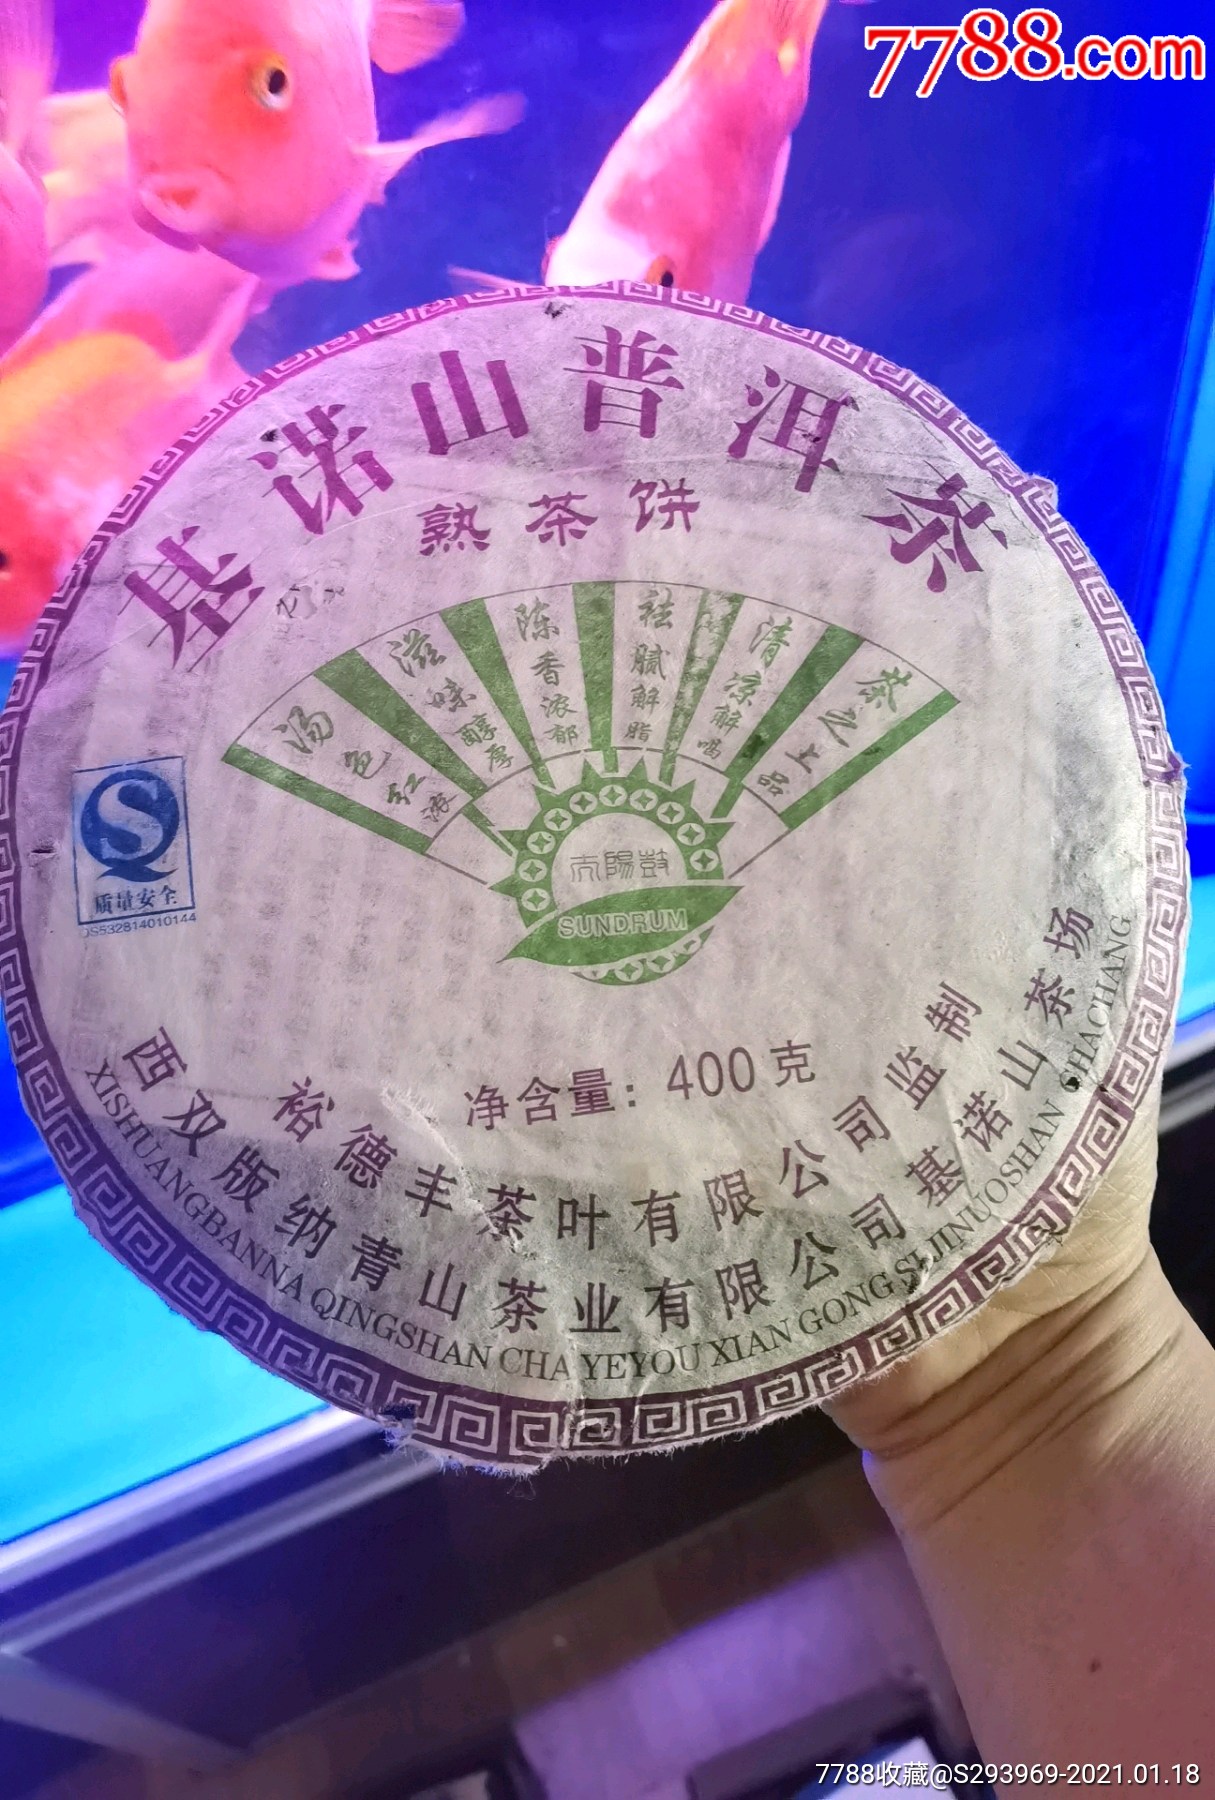 7788.com
基诺山普洱茶
熟茶饼
汤色红浓
滋味醇厚
陈香浓郁
祛腻解脂
清凉解渴
茶之上品
太陽鼓
SUNDRUM
质量安全
QS532814010144
净含量：400克
裕德丰茶叶有限公司监制
西双版纳青山茶业有限公司基诺山茶场
XISHUANGBANNA QINGSHAN CHA YEYOU XIAN GONG SI JINUOSHAN CHACHANG
7788收藏@S293969-2021.01.18